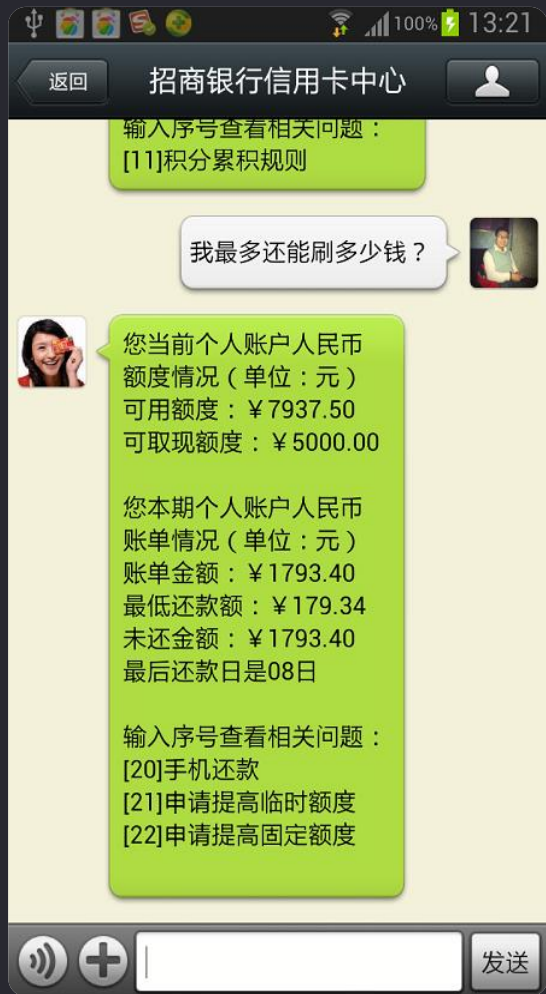 100% 13:21
返回 招商银行信用卡中心
输入序号查看相关问题：
[11]积分累积规则
我最多还能刷多少钱？
您当前个人账户人民币
额度情况（单位：元）
可用额度：￥7937.50
可取现额度：￥5000.00
您本期个人账户人民币
账单情况（单位：元）
账单金额：￥1793.40
最低还款额：￥179.34
未还金额：￥1793.40
最后还款日是08日
输入序号查看相关问题：
[20]手机还款
[21]申请提高临时额度
[22]申请提高固定额度
发送